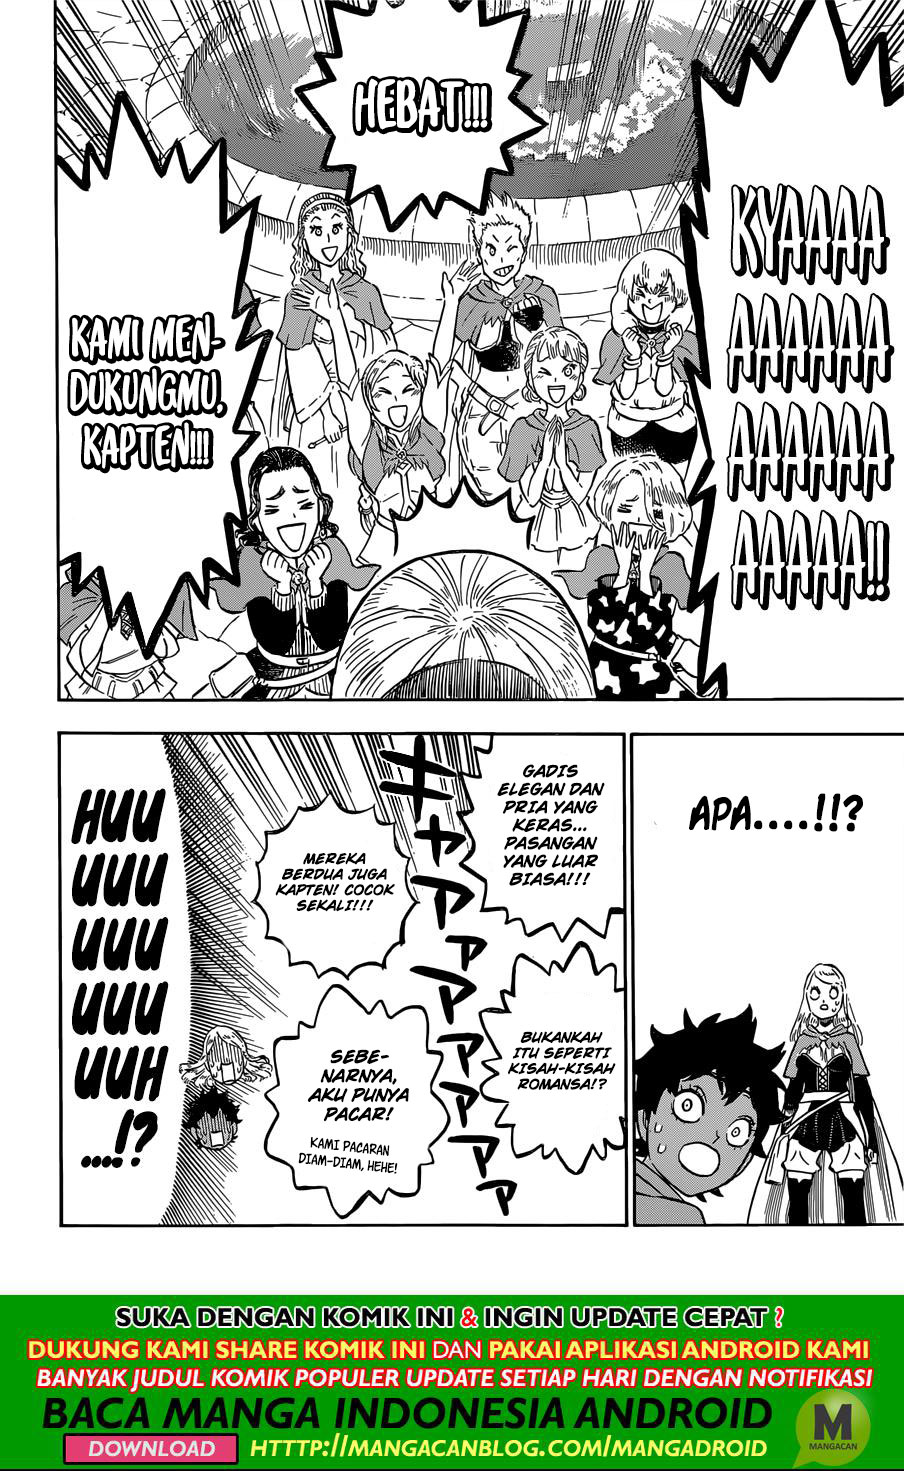 HEBAT!!!
KYAAAA
AAAAAA
AAAAAA
AAAAA!!!
KAMI MEN-
DUKUNGMU,
KAPTEN!!!
APA....!!?
GADIS
ELEGAN DAN
PRIA YANG
KERAS...
PASANGAN
YANG LUAR
BIASA!!!
BUKANKAH
ITU SEPERTI
KISAH-KISAH
ROMANSA!?
キャアアアアアアア
MEREKA
BERDUA JUGA
KAPTEN! COCOK
SEKALI!!!
SEBE-
NARNYA,
AKU PUNYA
PACAR!
KAMI PACARAN
DIAM-DIAM, HEHE!
HUU
UUU
UUU
UUU
UUH
....!?
SUKA DENGAN KOMIK INI & INGIN UPDATE CEPAT ?
DUKUNG KAMI SHARE KOMIK INI DAN PAKAI APLIKASI ANDROID KAMI
BANYAK JUDUL KOMIK POPULER UPDATE SETIAP HARI DENGAN NOTIFIKASI
BACA MANGA INDONESIA ANDROID
M
MANGACAN
DOWNLOAD HTTTP://MANGACANBLOG.COM/MANGADROID